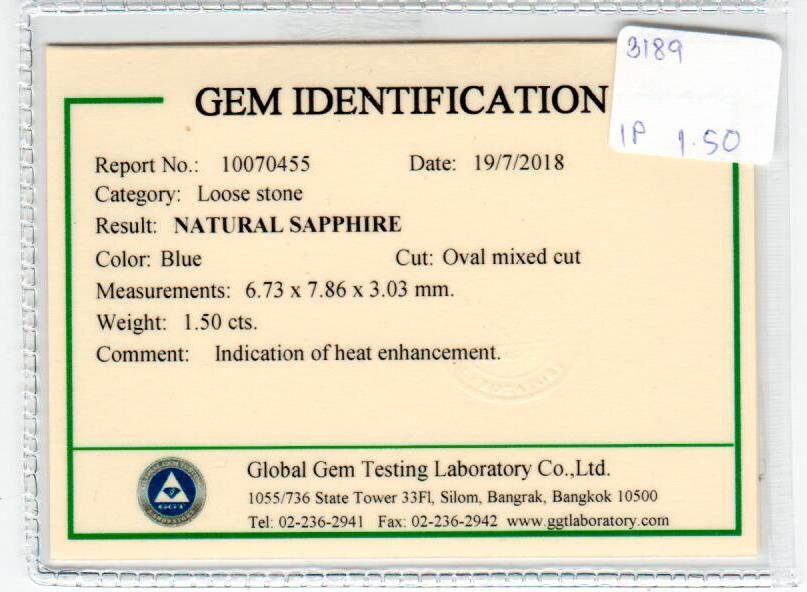 3189
1P 1.50
GEM IDENTIFICATION
Report No.: 10070455 Date: 19/7/2018
Category: Loose stone
Result: NATURAL SAPPHIRE
Color: Blue Cut: Oval mixed cut
Measurements: 6.73 x 7.86 x 3.03 mm.
Weight: 1.50 cts.
Comment: Indication of heat enhancement.
GGT
LABORATORY
Global Gem Testing Laboratory Co.,Ltd.
1055/736 State Tower 33Fl, Silom, Bangrak, Bangkok 10500
Tel: 02-236-2941 Fax: 02-236-2942 www.ggtlaboratory.com